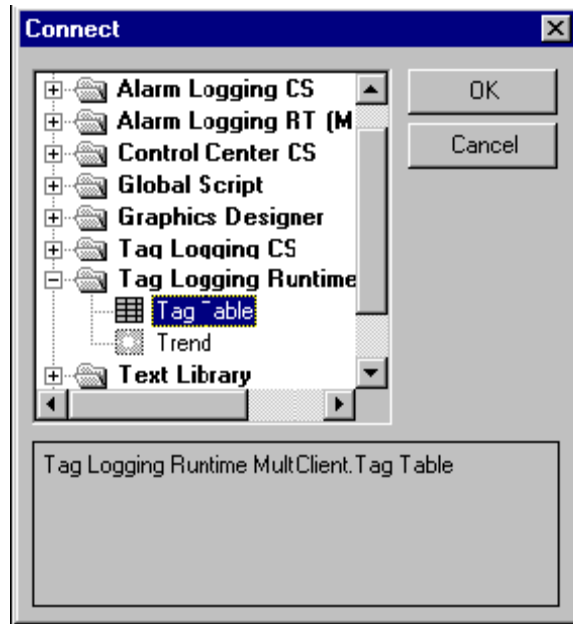 Connect
Alarm Logging CS
OK
Alarm Logging RT (M
Cancel
Control Center CS
Global Script
Graphics Designer
Tag Logging CS
Tag Logging Runtime
Tag Table
Trend
Text Library
Tag Logging Runtime MultClient.Tag Table